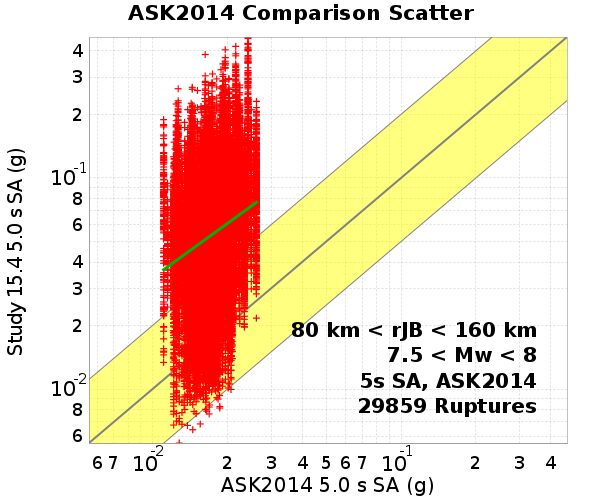 ASK2014 Comparison Scatter
Study 15.4 5.0 s SA (g)
4
3
2
10-1
8
6
4
3
2
10-2
8
6
80 km < rJB < 160 km
7.5 < Mw < 8
5s SA, ASK2014
29859 Ruptures
6 7 10-2 2 3 4 5 6 7 10-1 2 3 4
ASK2014 5.0 s SA (g)